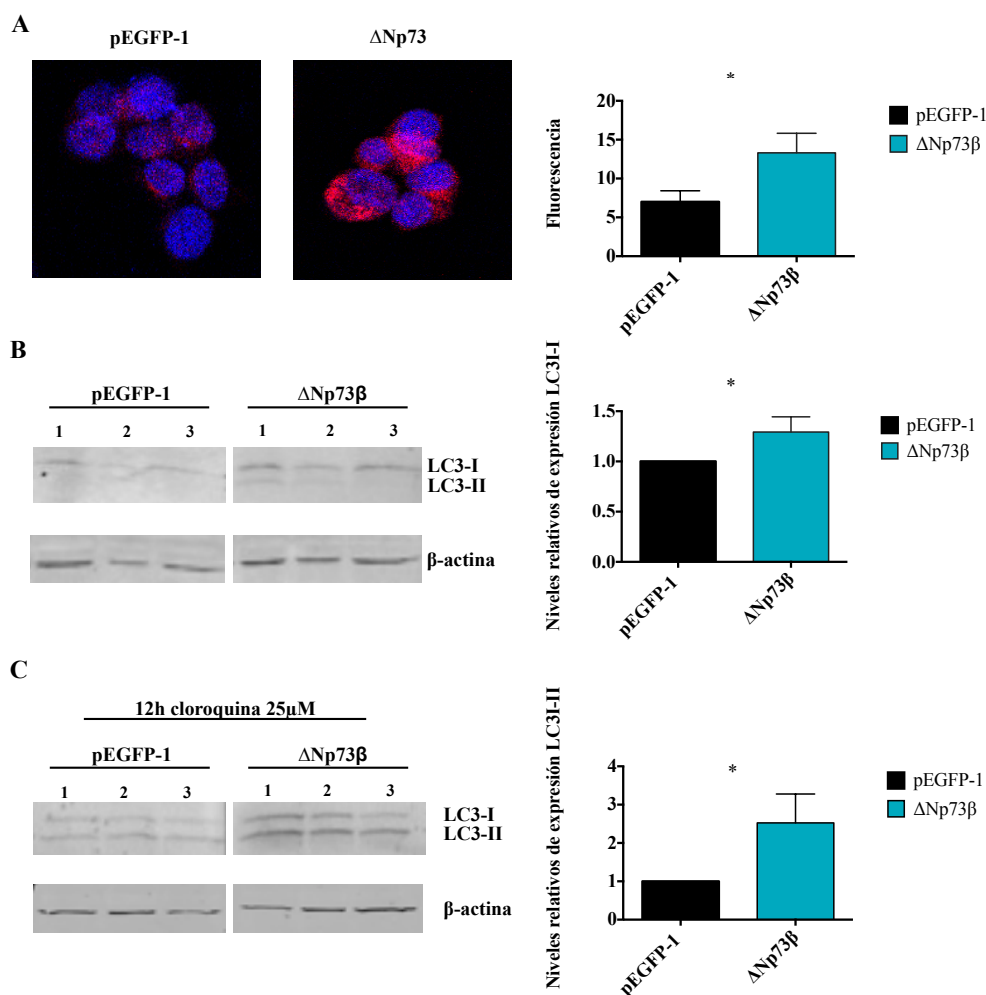 A
pEGFP-1
ΔNp73
*
Fluorescencia
20
15
10
5
0
pEGFP-1
ΔNp73β
pEGFP-1
ΔNp73β
B
pEGFP-1
ΔNp73β
1 2 3
1 2 3
LC3-I
LC3-II
β-actina
*
Niveles relativos de expresión LC3I-I
1.5
1.0
0.5
0.0
pEGFP-1
ΔNp73β
pEGFP-1
ΔNp73β
C
12h cloroquina 25µM
pEGFP-1
ΔNp73β
1 2 3
1 2 3
LC3-I
LC3-II
β-actina
*
Niveles relativos de expresión LC3I-II
4
3
2
1
0
pEGFP-1
ΔNp73β
pEGFP-1
ΔNp73β